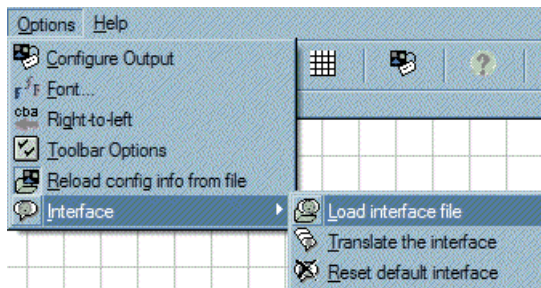 Options Help
Configure Output
Font...
cba Right-to-left
Toolbar Options
Reload config info from file
Interface
Load interface file
Translate the interface
Reset default interface